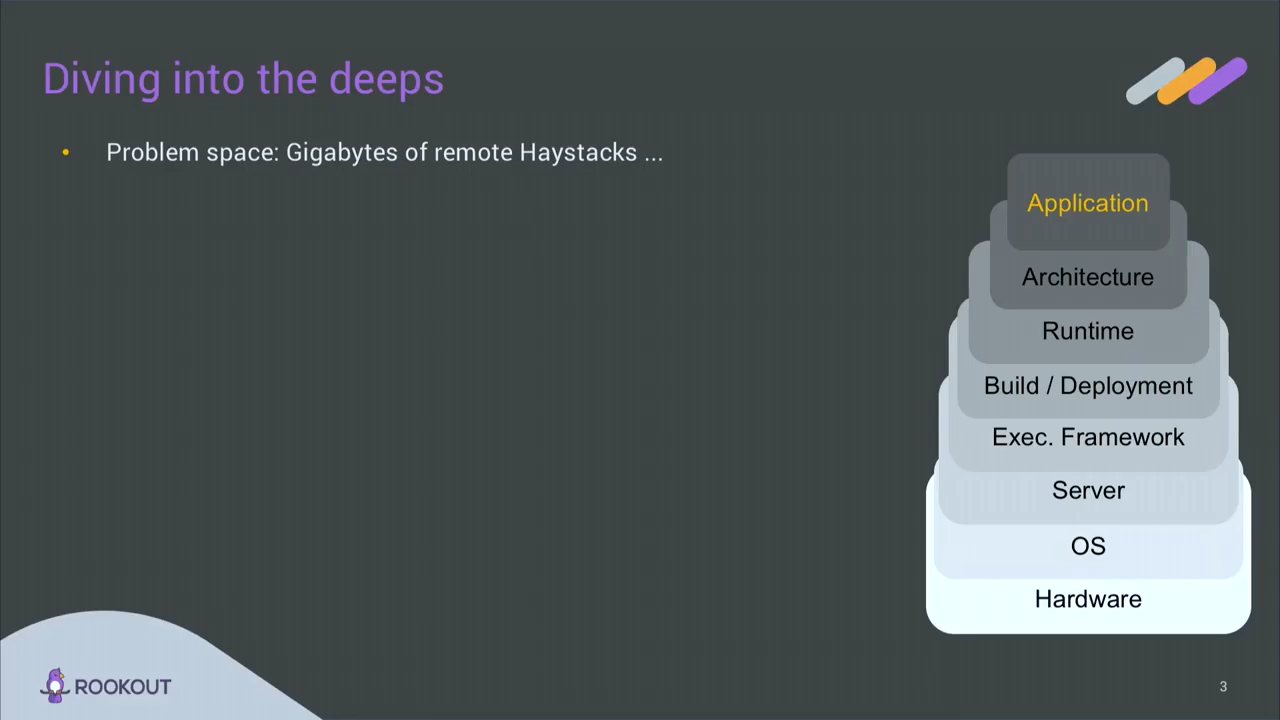 Diving into the deeps
• Problem space: Gigabytes of remote Haystacks ...
Application
Architecture
Runtime
Build / Deployment
Exec. Framework
Server
OS
Hardware
ROOKOUT
3